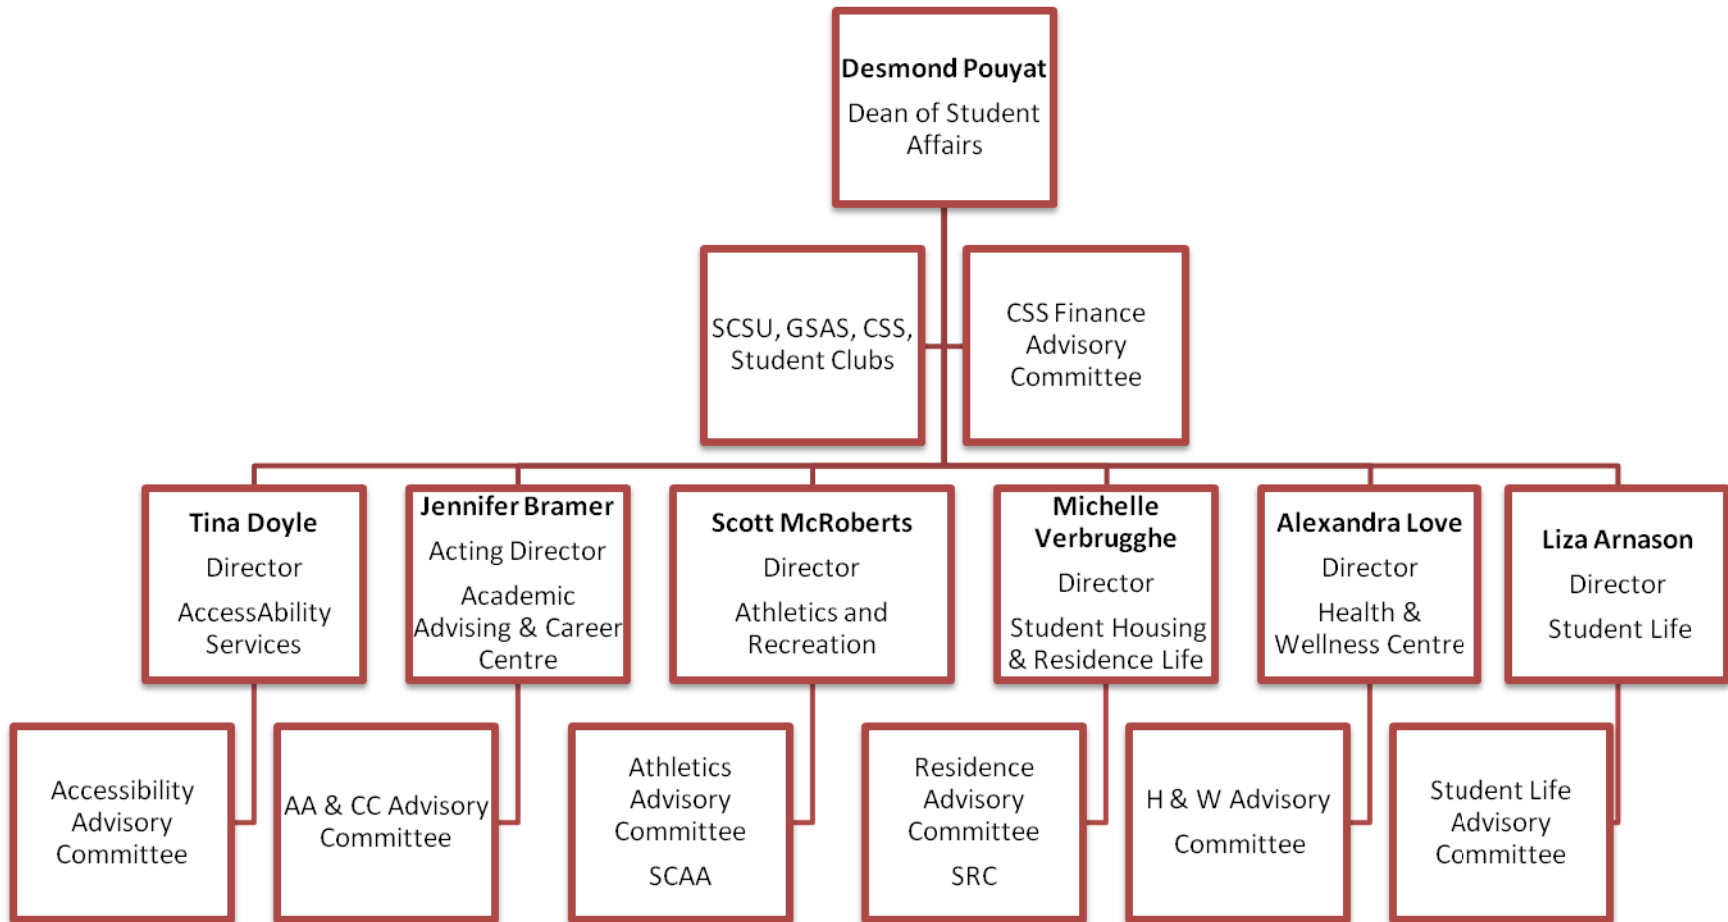 Desmond Pouyat
Dean of Student
Affairs
SCSU, GSAS, CSS,
Student Clubs
CSS Finance
Advisory
Committee
Tina Doyle
Director
AccessAbility
Services
Jennifer Bramer
Acting Director
Academic
Advising & Career
Centre
Scott McRoberts
Director
Athletics and
Recreation
Michelle
Verbrugghe
Director
Student Housing
& Residence Life
Alexandra Love
Director
Health &
Wellness Centre
Liza Arnason
Director
Student Life
Accessibility
Advisory
Committee
AA & CC Advisory
Committee
Athletics
Advisory
Committee
SCAA
Residence
Advisory
Committee
SRC
H & W Advisory
Committee
Student Life
Advisory
Committee